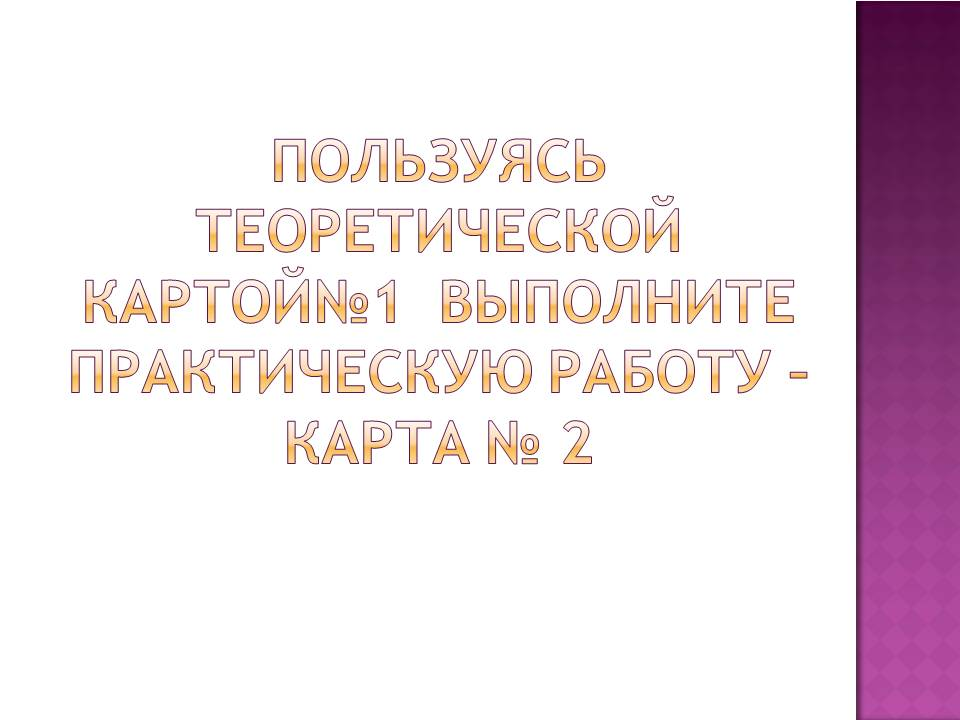 ПОЛЬЗУЯСЬ
ТЕОРЕТИЧЕСКОЙ
КАРТОЙ№1 ВЫПОЛНИТЕ
ПРАКТИЧЕСКУЮ РАБОТУ –
КАРТА № 2